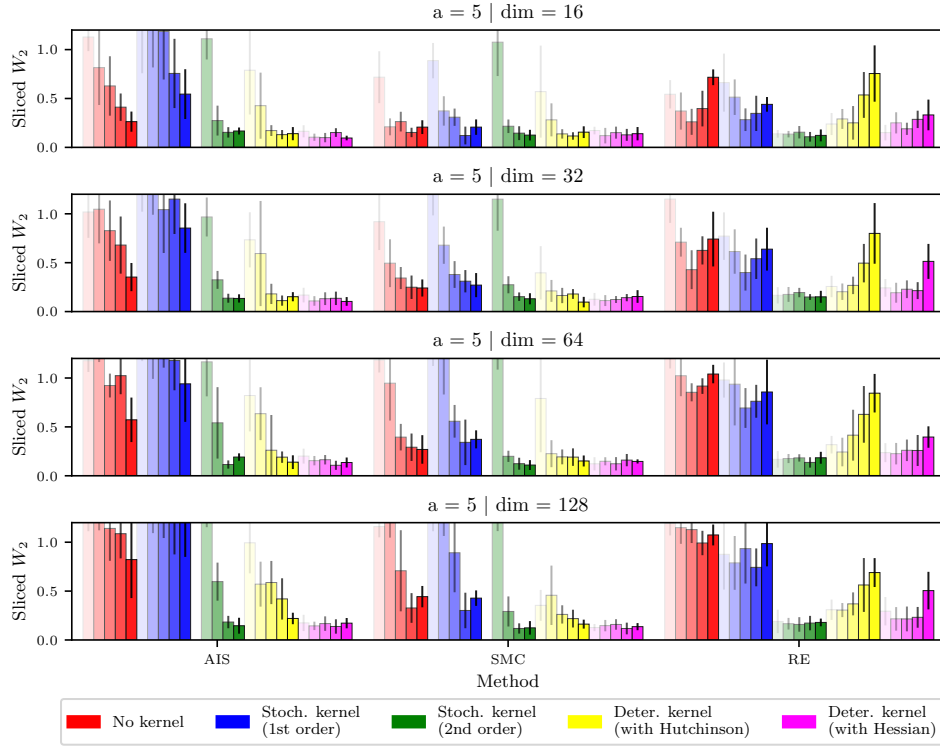 a = 5 | dim = 16
Sliced W₂
1.0
0.5
0.0
a = 5 | dim = 32
Sliced W₂
1.0
0.5
0.0
a = 5 | dim = 64
Sliced W₂
1.0
0.5
0.0
a = 5 | dim = 128
Sliced W₂
1.0
0.5
0.0
AIS SMC RE
Method
No kernel
Stoch. kernel
(1st order)
Stoch. kernel
(2nd order)
Deter. kernel
(with Hutchinson)
Deter. kernel
(with Hessian)